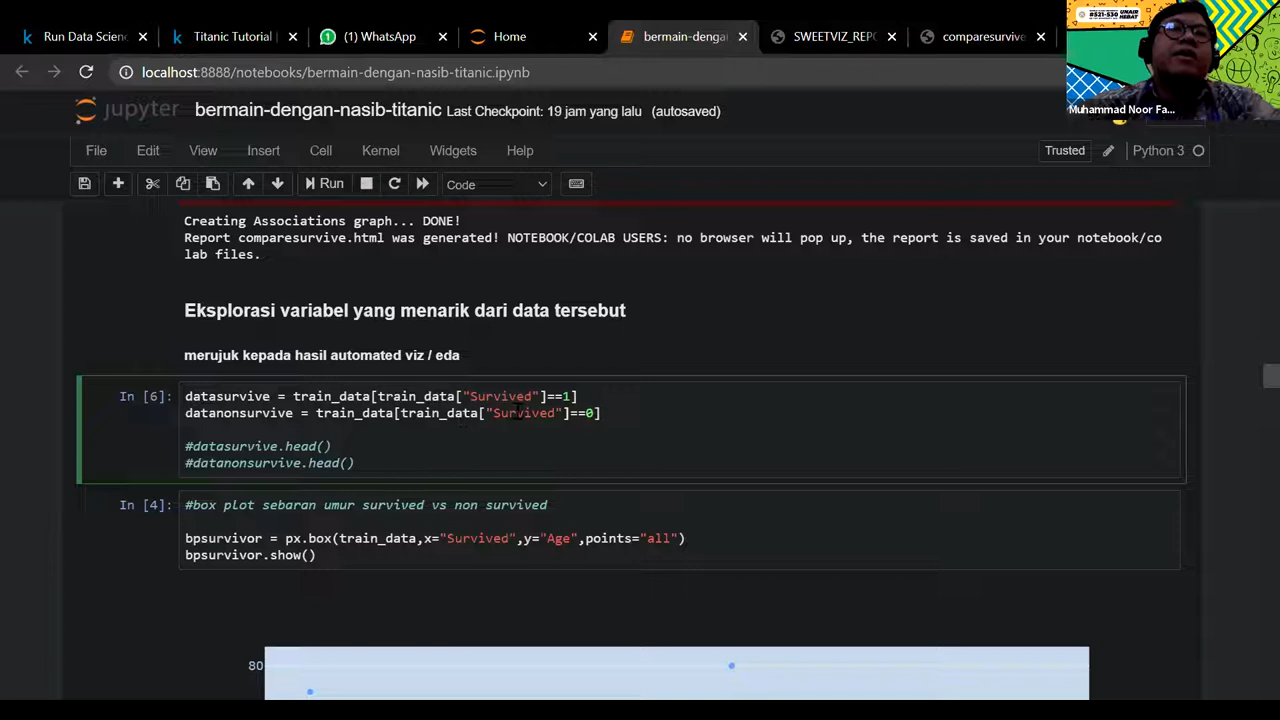 Run Data Scienc
Titanic Tutorial
(1) WhatsApp
Home
bermain-denga
SWEETVIZ_REPC
comparesurvive
#521-530
UNAIR
HEBAT
localhost:8888/notebooks/bermain-dengan-nasib-titanic.ipynb
Muhammad Noor Fa...
jupyter bermain-dengan-nasib-titanic Last Checkpoint: 19 jam yang lalu (autosaved)
File Edit View Insert Cell Kernel Widgets Help Trusted Python 3
Run Code
Creating Associations graph... DONE!
Report comparesurvive.html was generated! NOTEBOOK/COLAB USERS: no browser will pop up, the report is saved in your notebook/co
lab files.
Eksplorasi variabel yang menarik dari data tersebut
merujuk kepada hasil automated viz / eda
In [6]: datasurvive = train_data[train_data["Survived"]==1]
datanonsurvive = train_data[train_data["Survived"]==0]
#datasurvive.head()
#datanonsurvive.head()
In [4]: #box plot sebaran umur survived vs non survived
bpsurvivor = px.box(train_data,x="Survived",y="Age",points="all")
bpsurvivor.show()
80